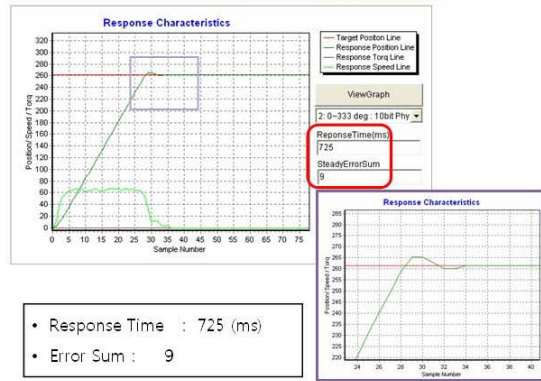 Response Characteristics
Target Positon Line
Response Position Line
Response Torq Line
Response Speed Line
ViewGraph
2: 0~333 deg : 10bit Phy
ReponseTime(ms)
725
SteadyErrorSum
9
Position/ Speed / Torq
320
300
280
260
240
220
200
180
160
140
120
100
80
60
40
20
0
0 5 10 15 20 25 30 35 40 45 50 55 60 65 70 75
Sample Number
Response Characteristics
Position/ Speed / Torq
285
275
270
265
260
255
250
245
240
235
230
225
220
24 26 28 30 32 34 36 38 40
Sample Number
• Response Time : 725 (ms)
• Error Sum : 9